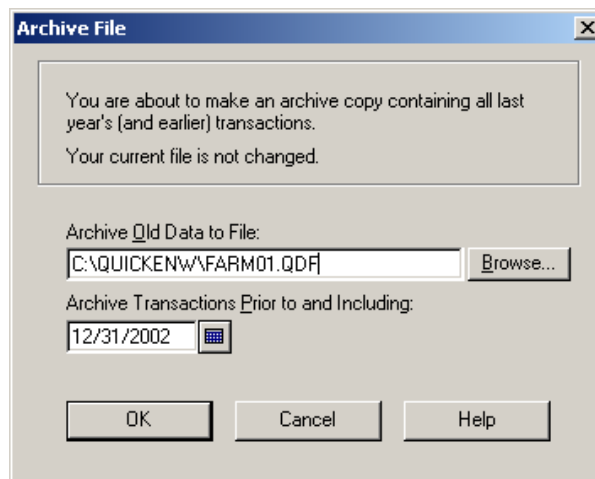 Archive File
You are about to make an archive copy containing all last
year's (and earlier) transactions.
Your current file is not changed.
Archive Old Data to File:
C:\QUICKENW\FARM01.QDF
Browse...
Archive Transactions Prior to and Including:
12/31/2002
OK Cancel Help